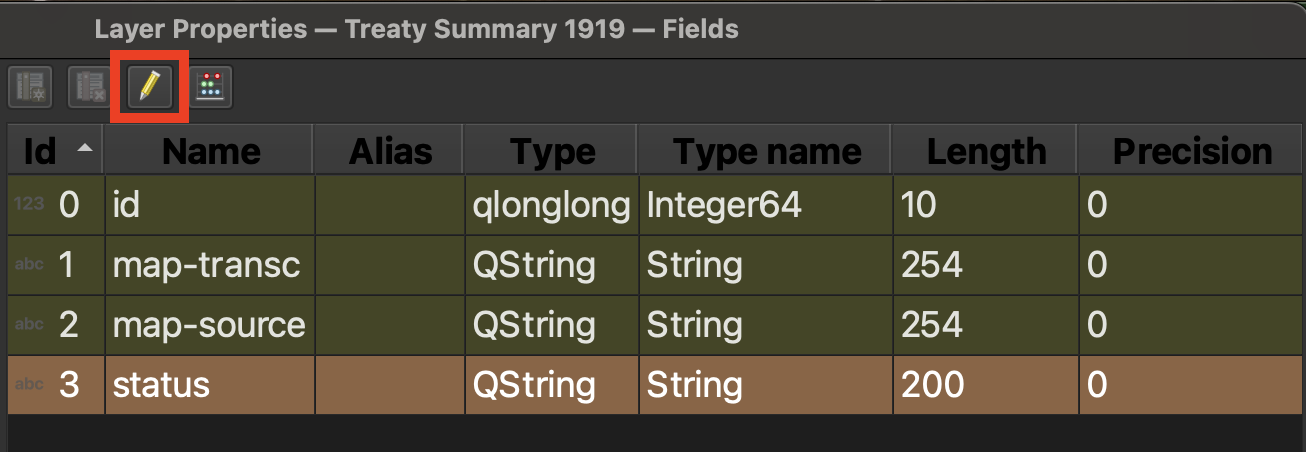 Layer Properties — Treaty Summary 1919 — Fields
Id Name Alias Type Type name Length Precision
123 0 id qlonglong Integer64 10 0
abc 1 map-transc QString String 254 0
abc 2 map-source QString String 254 0
abc 3 status QString String 200 0